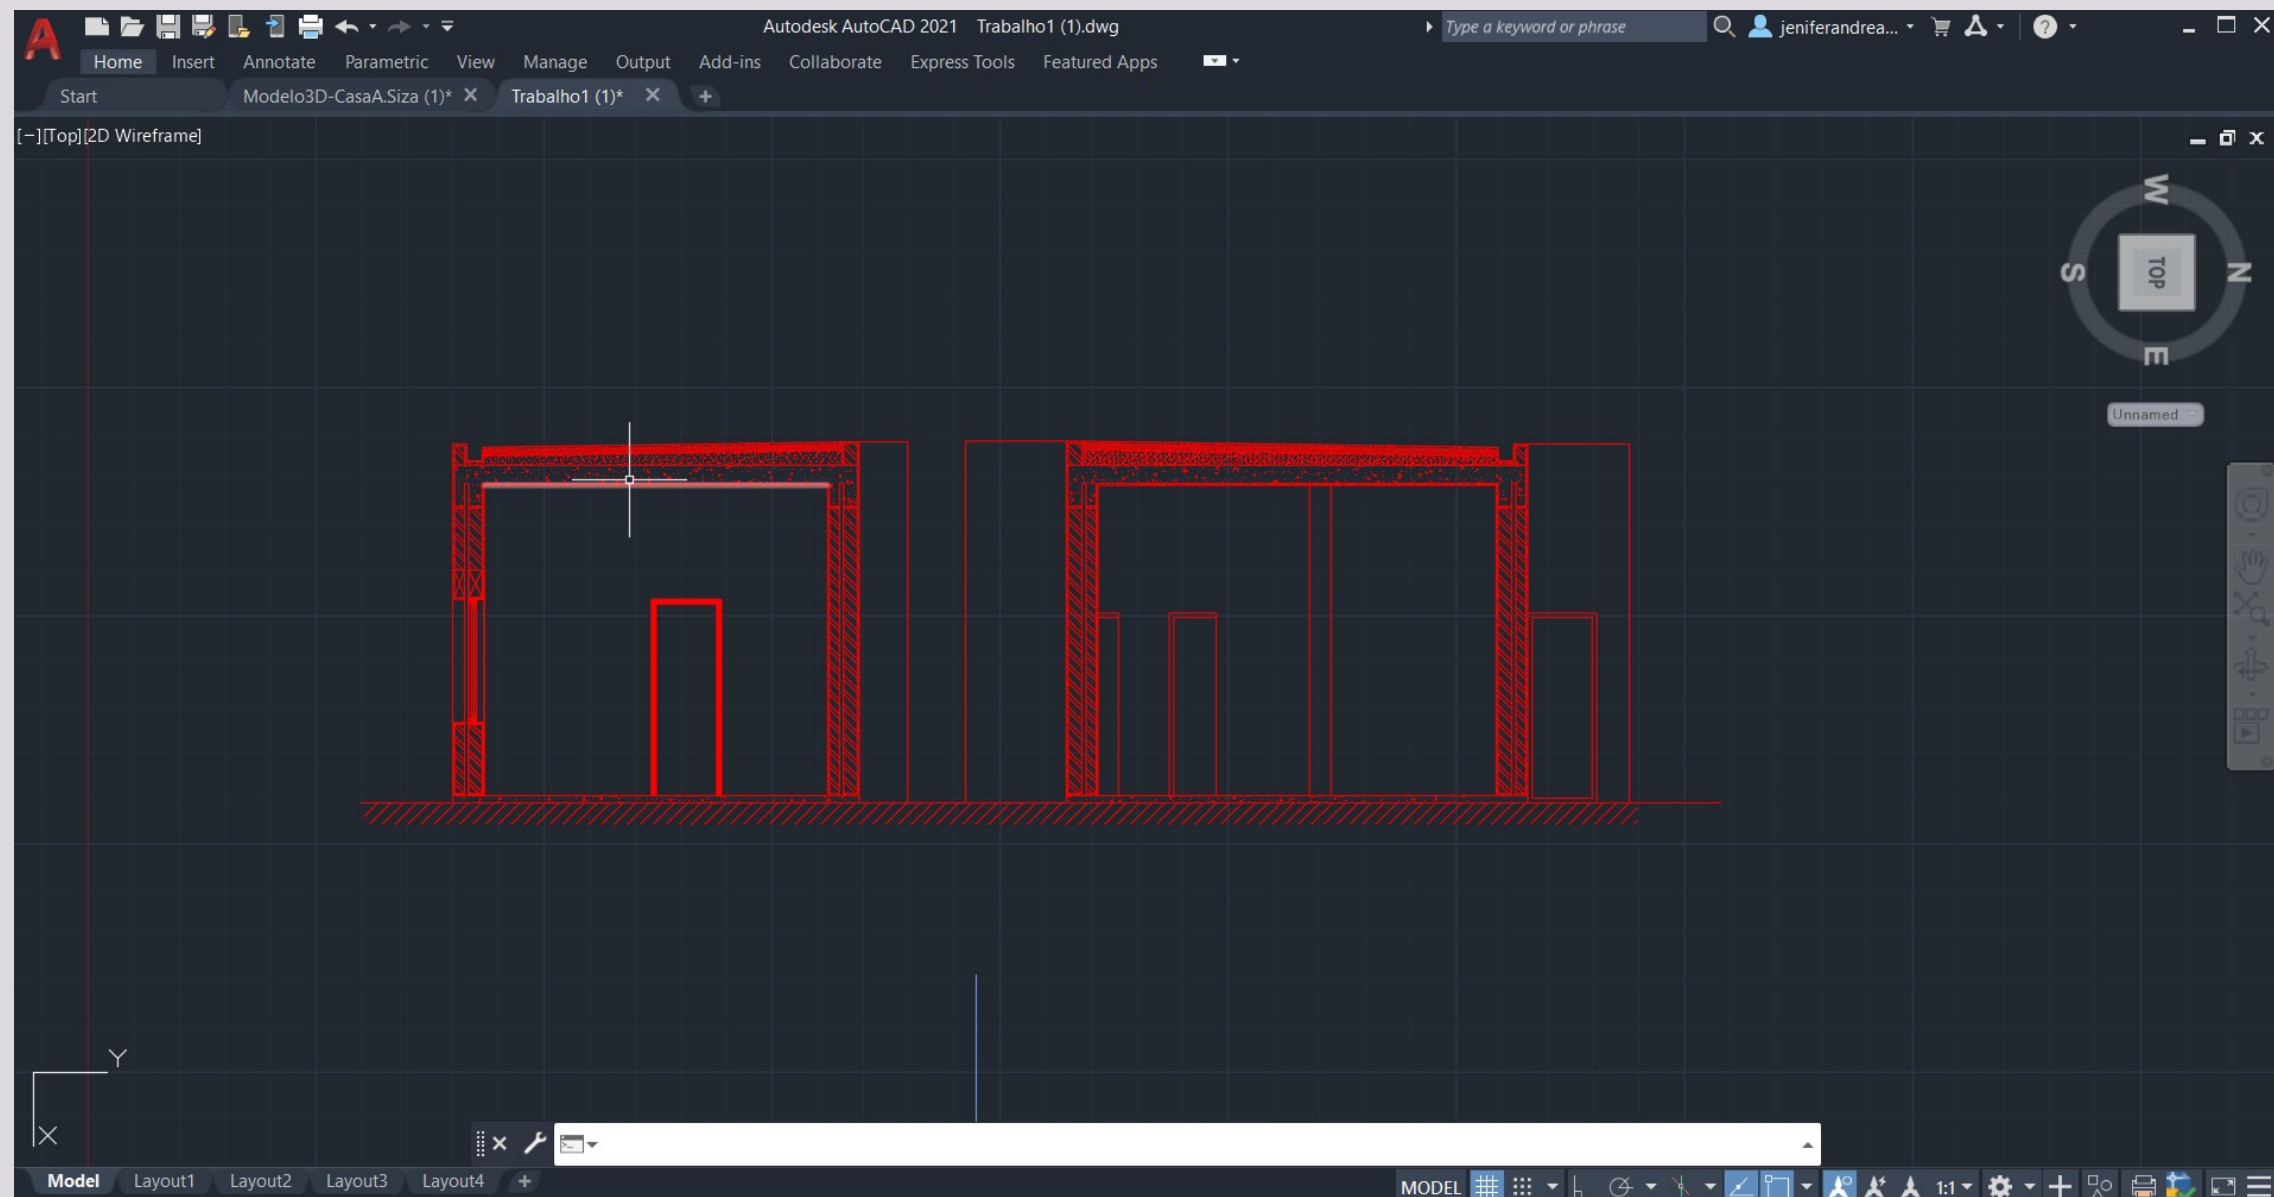 Autodesk AutoCAD 2021 Trabalho1 (1).dwg
Type a keyword or phrase
jeniferandrea...
Home Insert Annotate Parametric View Manage Output Add-ins Collaborate Express Tools Featured Apps
Start Modelo3D-CasaA.Siza (1)* Trabalho1 (1)*
[−][Top][2D Wireframe]
W
S TOP N
E
Unnamed
Y
X
Model Layout1 Layout2 Layout3 Layout4
MODEL 1:1